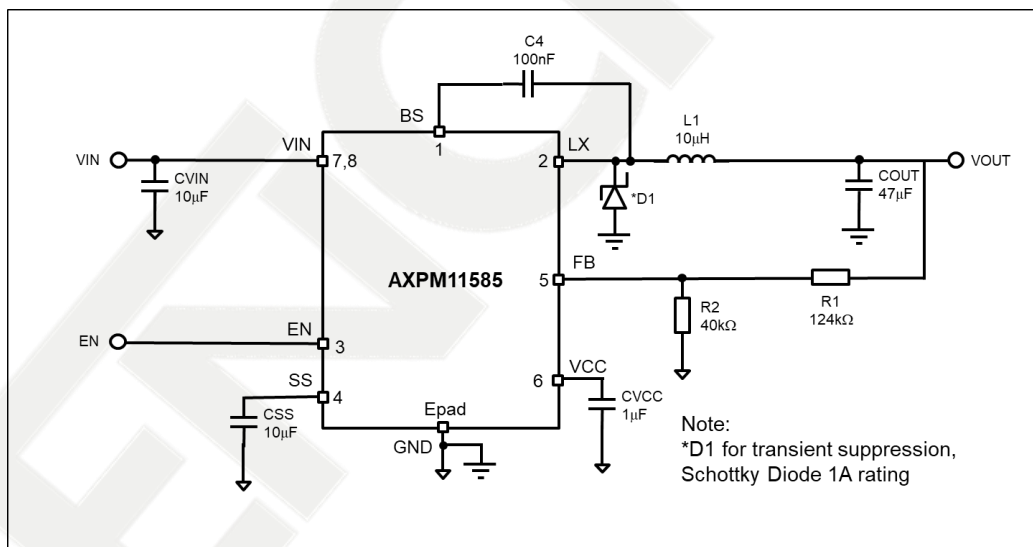 C4
100nF
BS
1
L1
10μH
VIN
VIN
7,8
LX
2
VOUT
CVIN
10μF
*D1
COUT
47μF
FB
5
AXPM11585
R2
40kΩ
R1
124kΩ
EN
EN
3
SS
4
CSS
10μF
VCC
6
CVCC
1μF
Epad
GND
Note:
*D1 for transient suppression,
Schottky Diode 1A rating